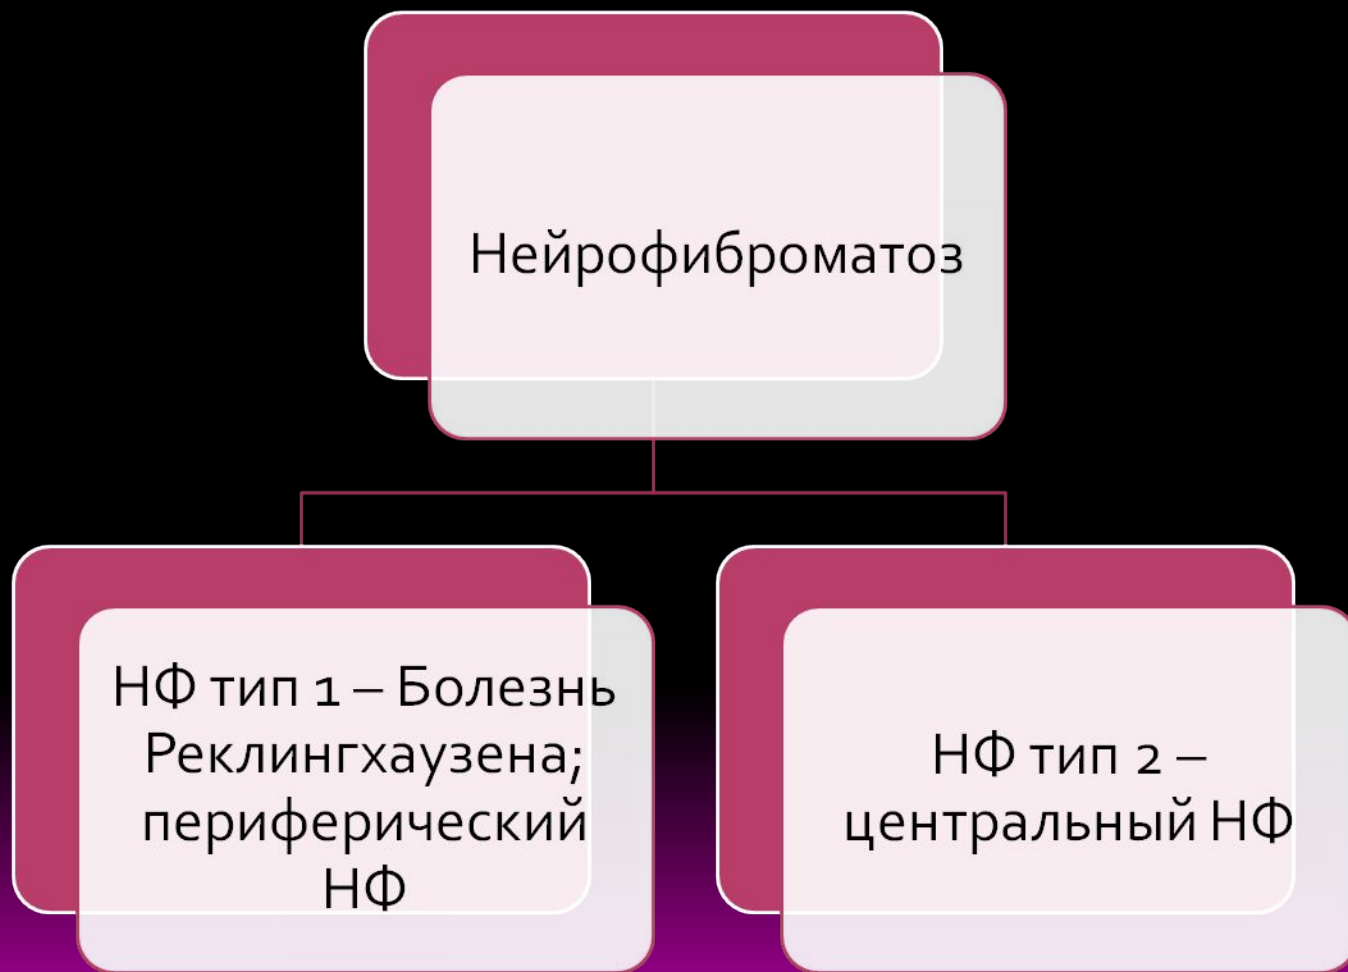 Нейрофиброматоз
НФ тип 1 – Болезнь
Реклингхаузена;
периферический
НФ
НФ тип 2 –
центральный НФ